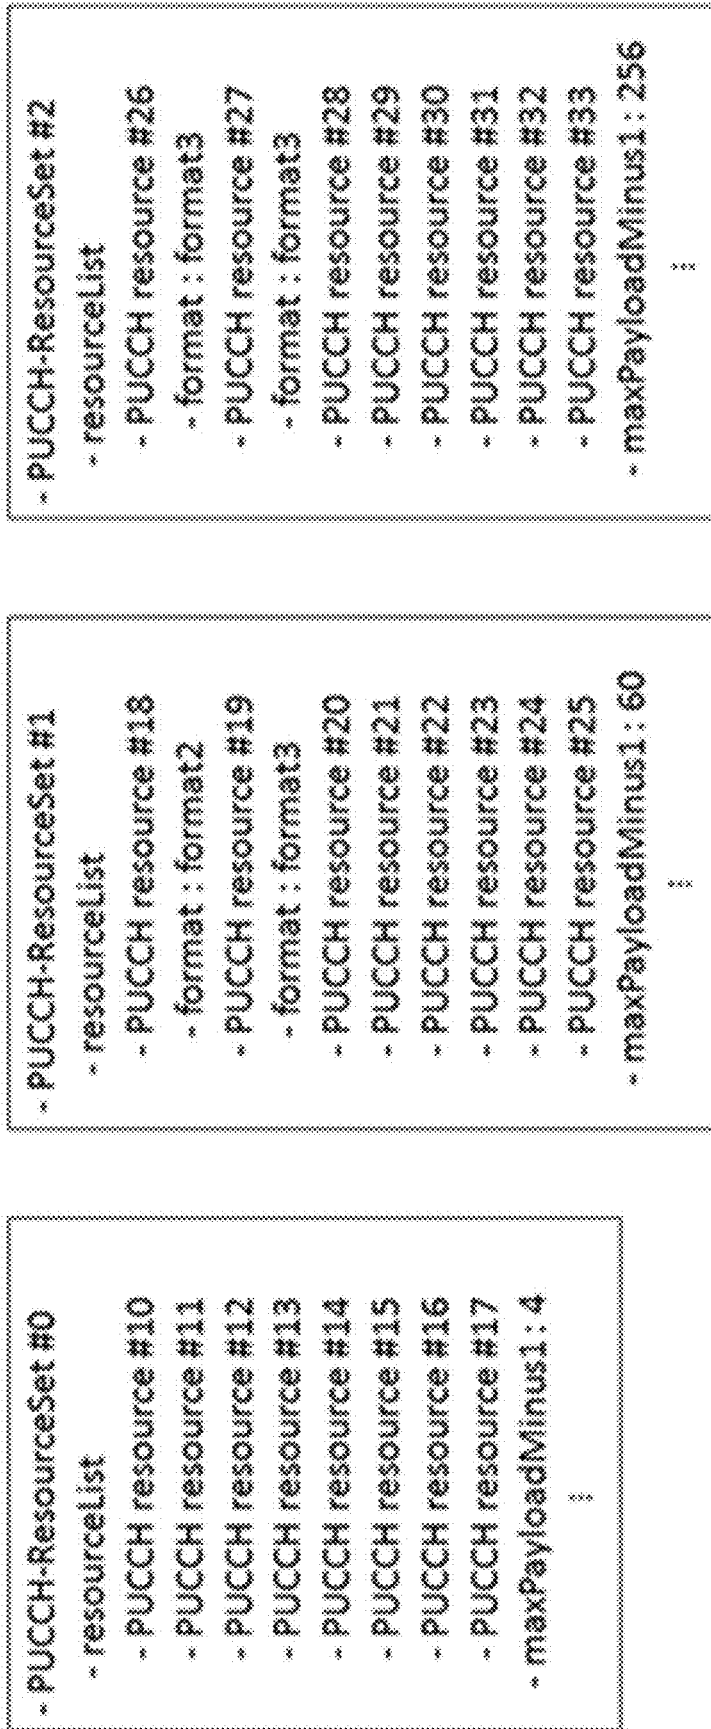 - PUCCH-ResourceSet #0
- resourceList
- PUCCH resource #10
- PUCCH resource #11
- PUCCH resource #12
- PUCCH resource #13
- PUCCH resource #14
- PUCCH resource #15
- PUCCH resource #16
- PUCCH resource #17
- maxPayloadMinus1: 4
⋮
- PUCCH-ResourceSet #1
- resourceList
- PUCCH resource #18
- format : format2
- PUCCH resource #19
- format : format3
- PUCCH resource #20
- PUCCH resource #21
- PUCCH resource #22
- PUCCH resource #23
- PUCCH resource #24
- PUCCH resource #25
- maxPayloadMinus1: 60
⋮
- PUCCH-ResourceSet #2
- resourceList
- PUCCH resource #26
- format : format3
- PUCCH resource #27
- format : format3
- PUCCH resource #28
- PUCCH resource #29
- PUCCH resource #30
- PUCCH resource #31
- PUCCH resource #32
- PUCCH resource #33
- maxPayloadMinus1: 256
⋮